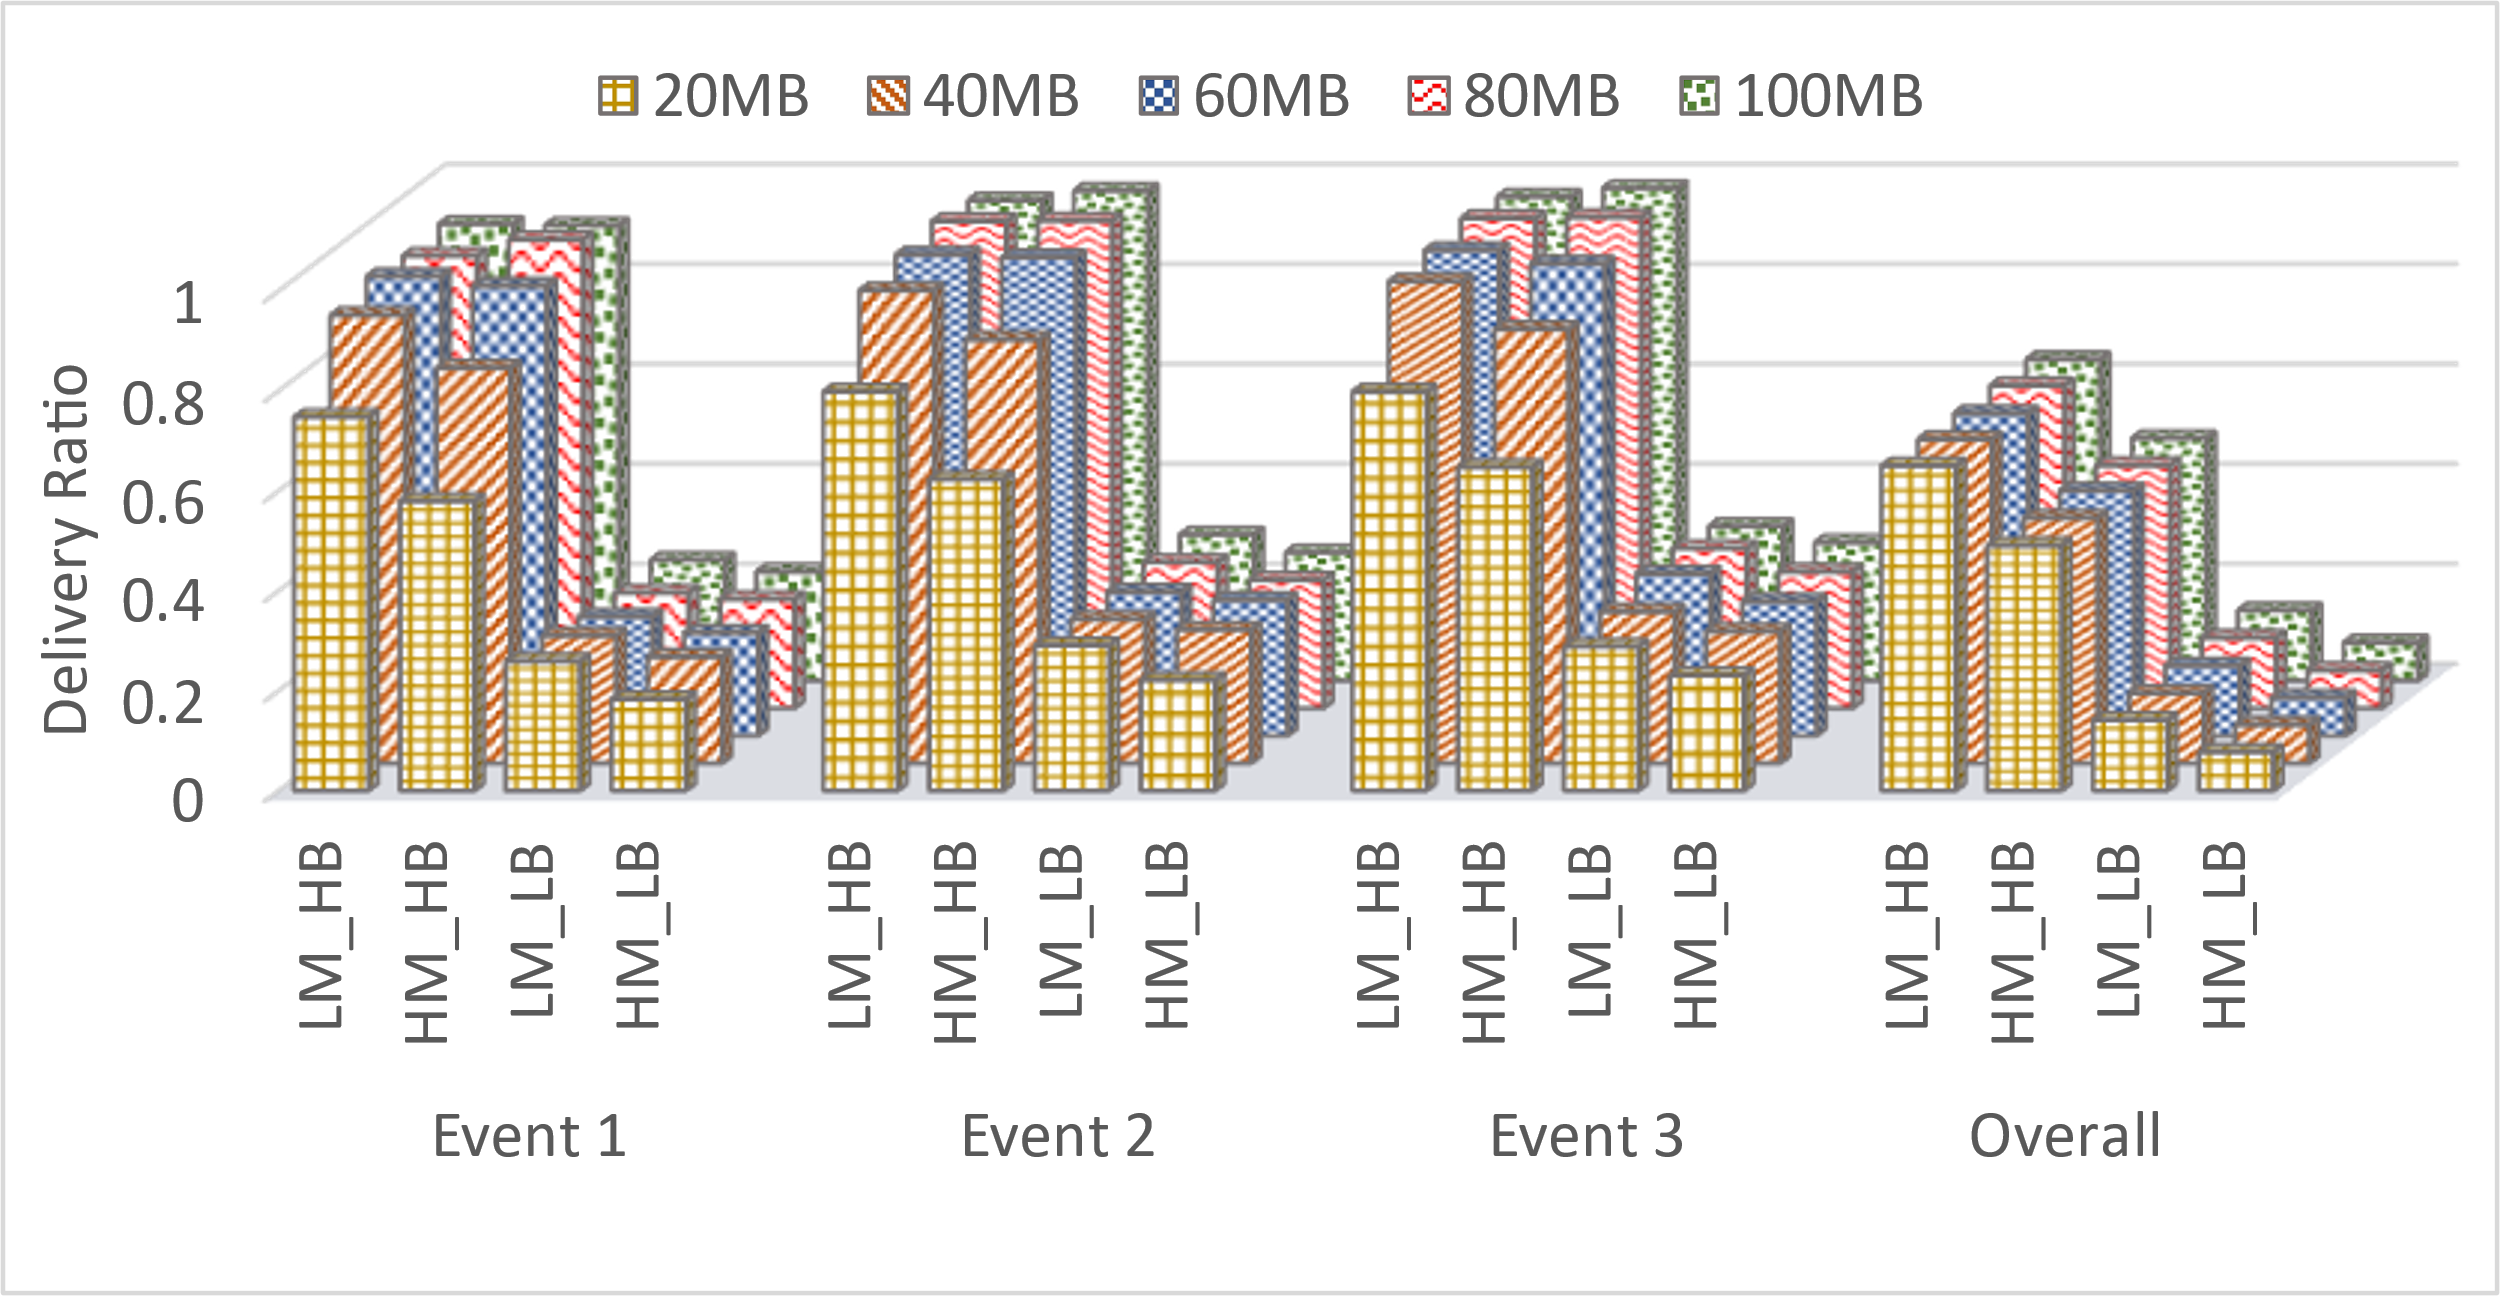 20MB 40MB 60MB 80MB 100MB
Delivery Ratio
1
0.8
0.6
0.4
0.2
0
LM_HB HM_HB LM_LB HM_LB LM_HB HM_HB LM_LB HM_LB LM_HB HM_HB LM_LB HM_LB LM_HB HM_HB LM_LB HM_LB
Event 1 Event 2 Event 3 Overall